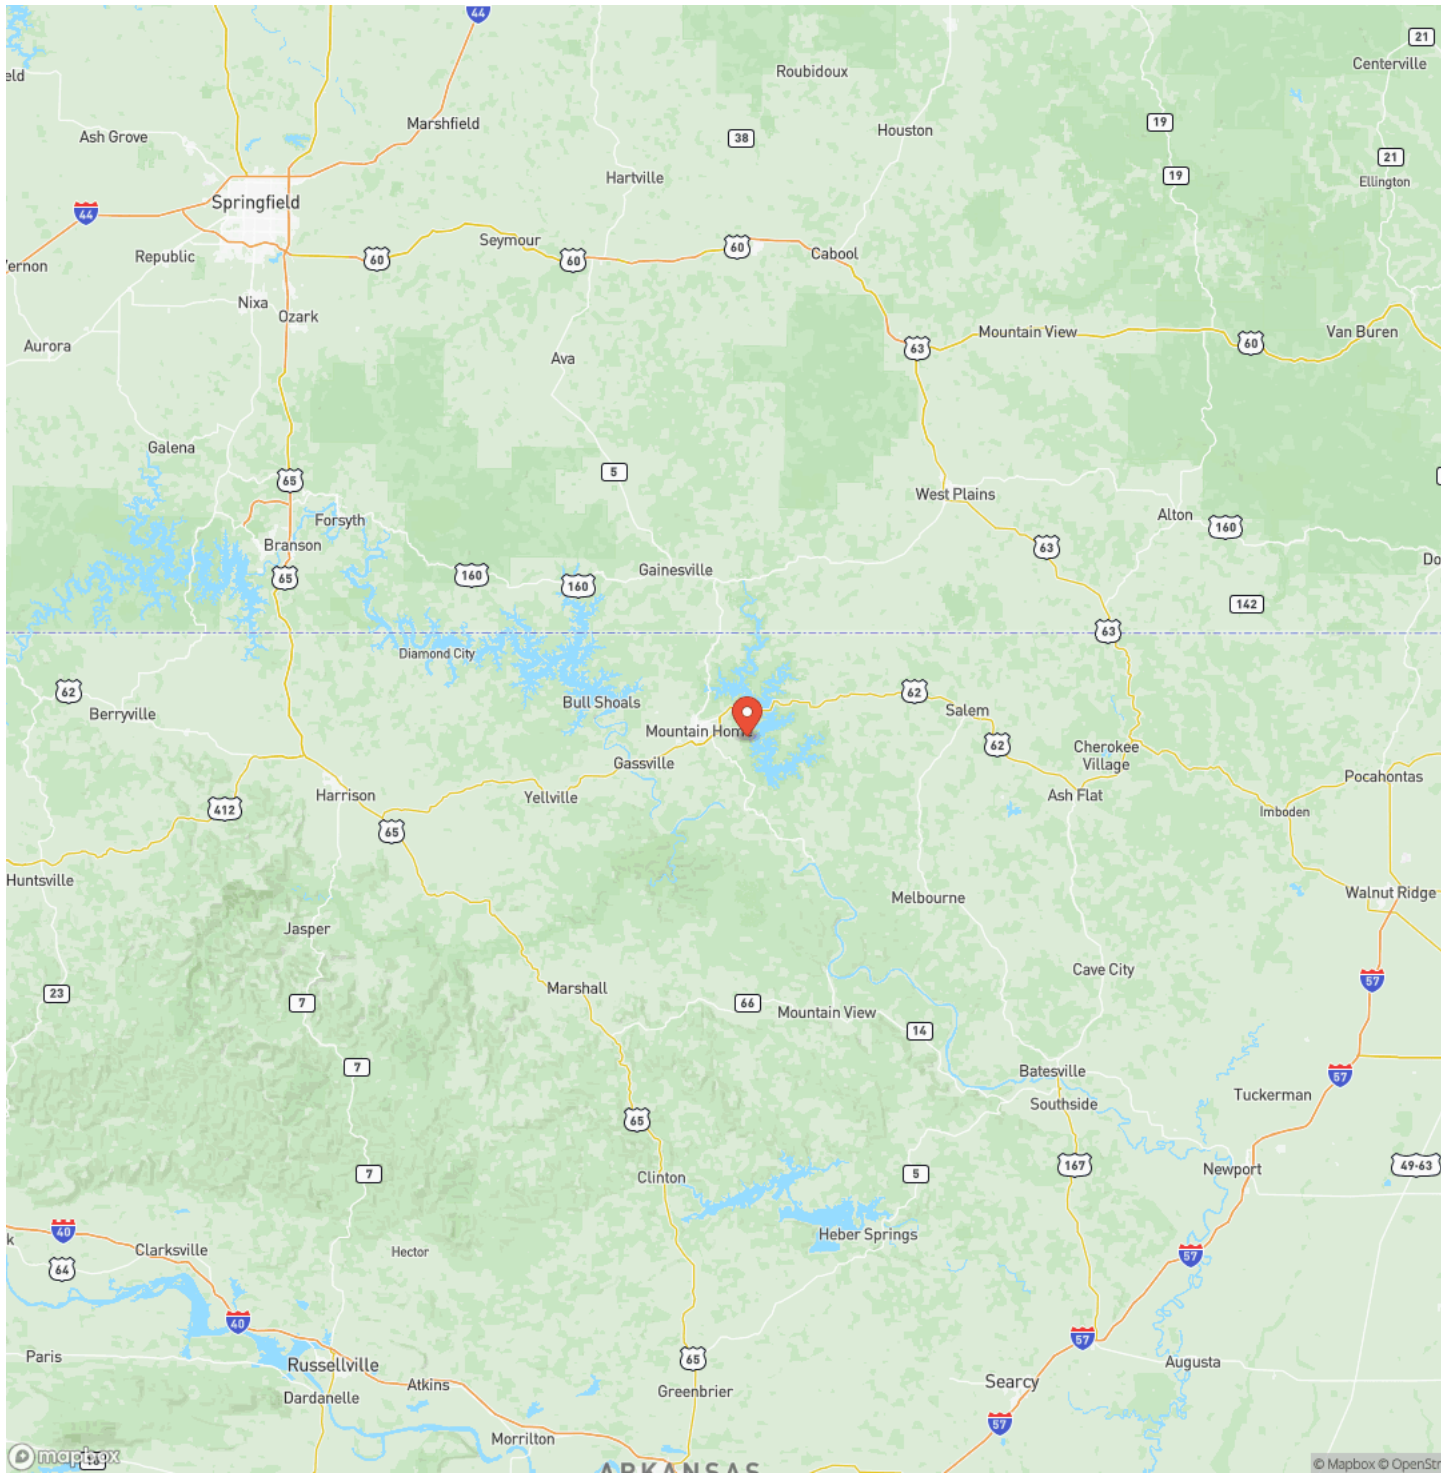 44
21
Centerville
Roubidoux
eld
Marshfield
19
Ash Grove
Houston
38
21
Hartville
19
Ellington
Springfield
44
Seymour
60
Cabool
Republic
60
60
ernon
Nixa
Ozark
Mountain View
Van Buren
60
63
Aurora
Ava
Galena
5
65
West Plains
Alton
Forsyth
160
Branson
63
Do
160
Gainesville
160
65
142
63
Diamond City
62
62
Bull Shoals
Salem
Berryville
Mountain Hom
62
Cherokee
Village
Gassville
Pocahontas
Harrison
Yellville
Ash Flat
412
Imboden
65
Huntsville
Melbourne
Walnut Ridge
Jasper
Cave City
57
23
Marshall
7
66
Mountain View
14
7
Batesville
57
Tuckerman
Southside
65
7
Clinton
5
167
Newport
49-63
40
k
Heber Springs
Clarksville
Hector
57
64
40
57
Paris
Russellville
65
Augusta
Atkins
Searcy
Dardanelle
Greenbrier
57
Morrilton
mapbox
ARKANSAS
© Mapbox © OpenStr